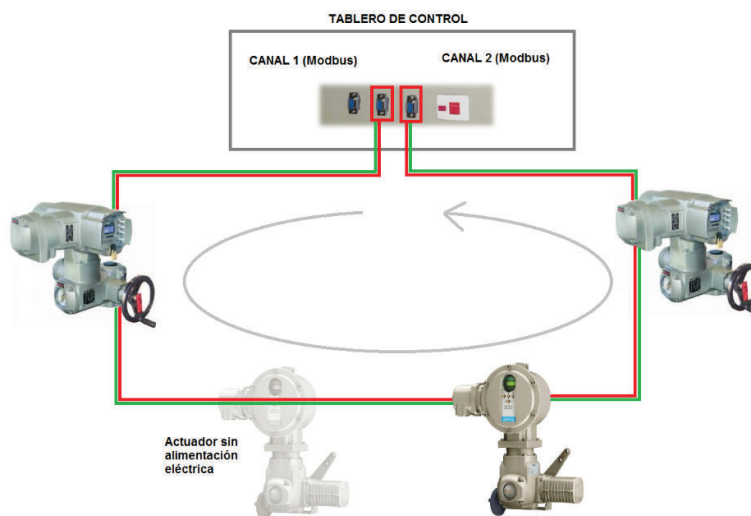 TABLERO DE CONTROL
CANAL 1 (Modbus)
CANAL 2 (Modbus)
Actuador sin
alimentación
eléctrica